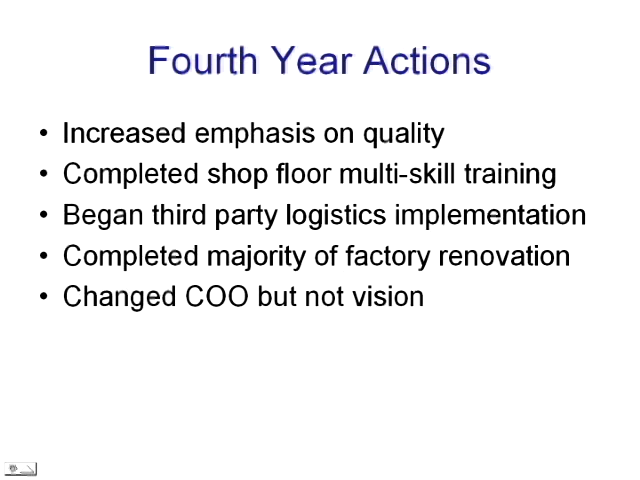 Fourth Year Actions
• Increased emphasis on quality
• Completed shop floor multi-skill training
• Began third party logistics implementation
• Completed majority of factory renovation
• Changed COO but not vision